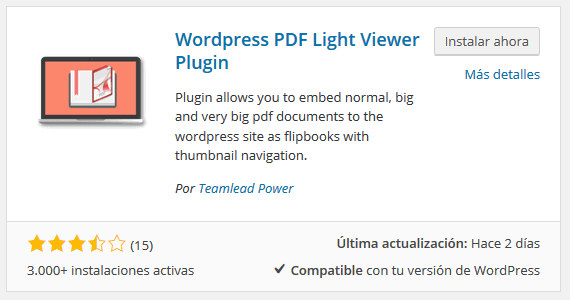 Wordpress PDF Light Viewer
Plugin
Instalar ahora
Más detalles
Plugin allows you to embed normal, big
and very big pdf documents to the
wordpress site as flipbooks with
thumbnail navigation.
Por Teamlead Power
(15)
Última actualización: Hace 2 días
3.000+ instalaciones activas
Compatible con tu versión de WordPress